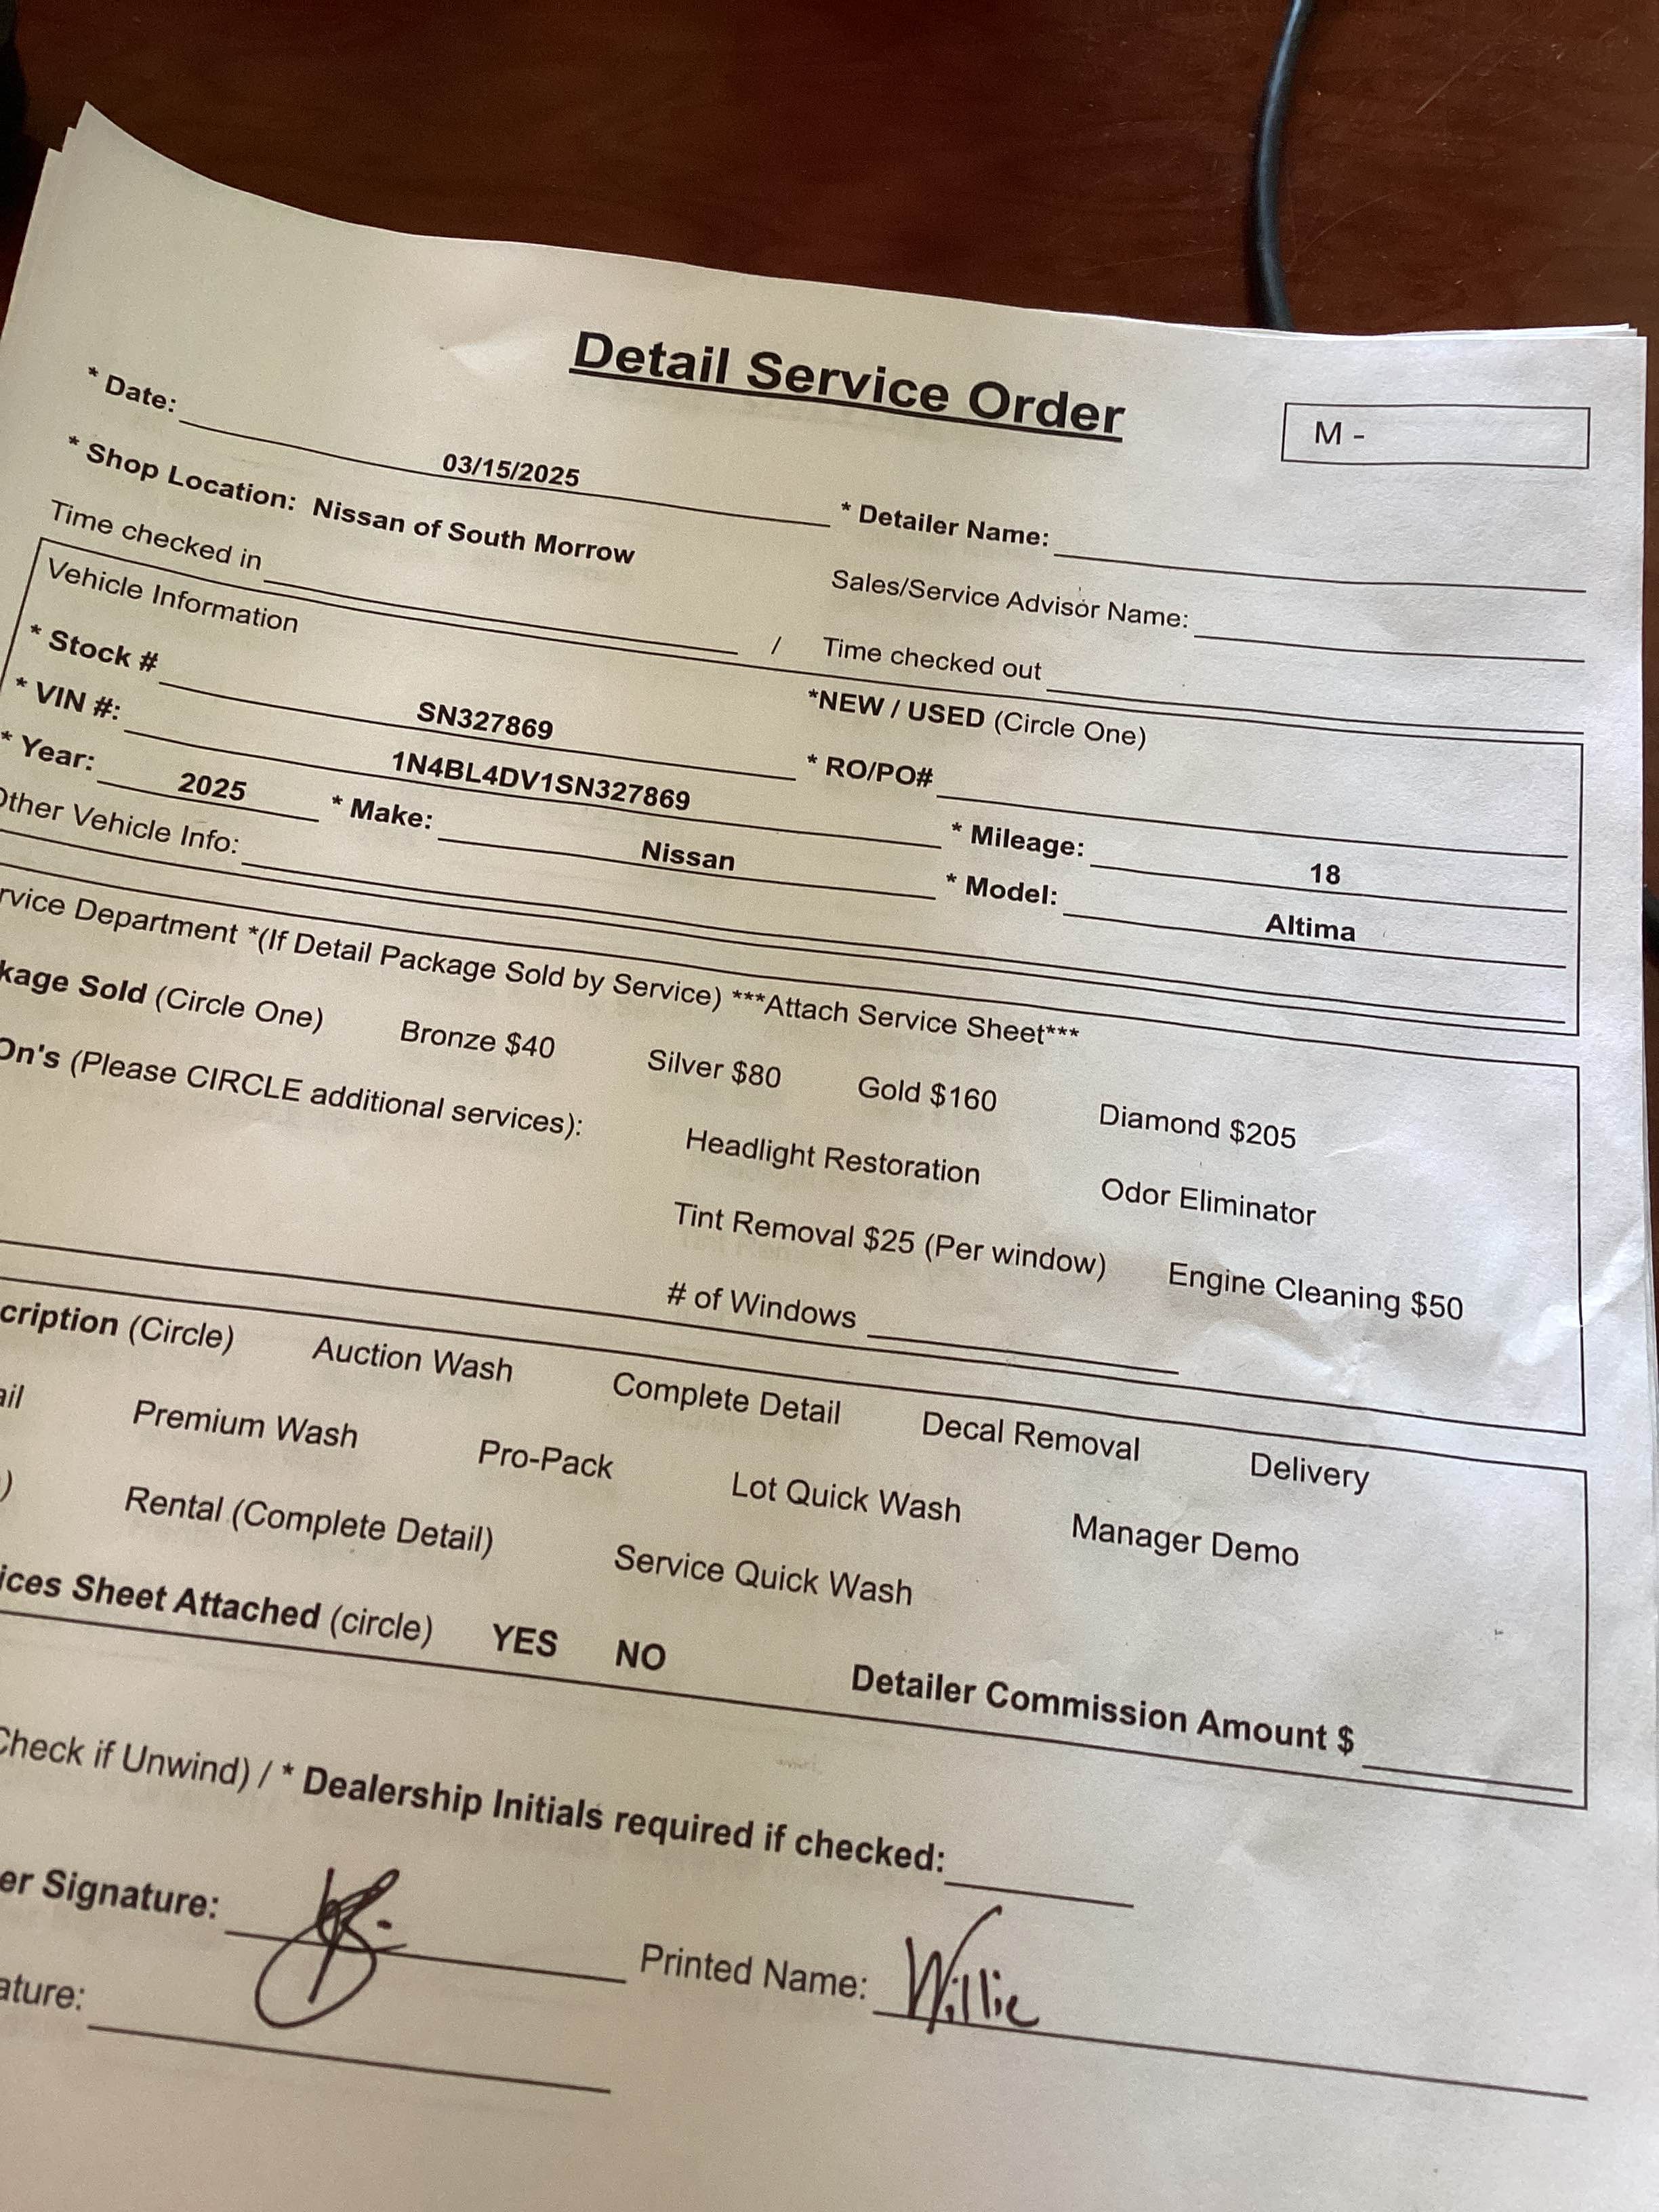 Detail Service Order
M -
* Date: 03/15/2025 * Detailer Name:
* Shop Location: Nissan of South Morrow Sales/Service Advisor Name:
Time checked in / Time checked out
Vehicle Information *NEW / USED (Circle One)
* Stock # SN327869 * RO/PO#
* VIN #: 1N4BL4DV1SN327869 * Mileage: 18
* Year: 2025 * Make: Nissan * Model: Altima
Other Vehicle Info:
rvice Department *(If Detail Package Sold by Service) ***Attach Service Sheet***
kage Sold (Circle One) Bronze $40 Silver $80 Gold $160 Diamond $205
On's (Please CIRCLE additional services): Headlight Restoration Odor Eliminator
Tint Removal $25 (Per window) Engine Cleaning $50
# of Windows
cription (Circle) Auction Wash Complete Detail Decal Removal Delivery
ail Premium Wash Pro-Pack Lot Quick Wash Manager Demo
) Rental (Complete Detail) Service Quick Wash
ices Sheet Attached (circle) YES NO Detailer Commission Amount $
Check if Unwind) / * Dealership Initials required if checked:
er Signature: Printed Name: Willie
ature: